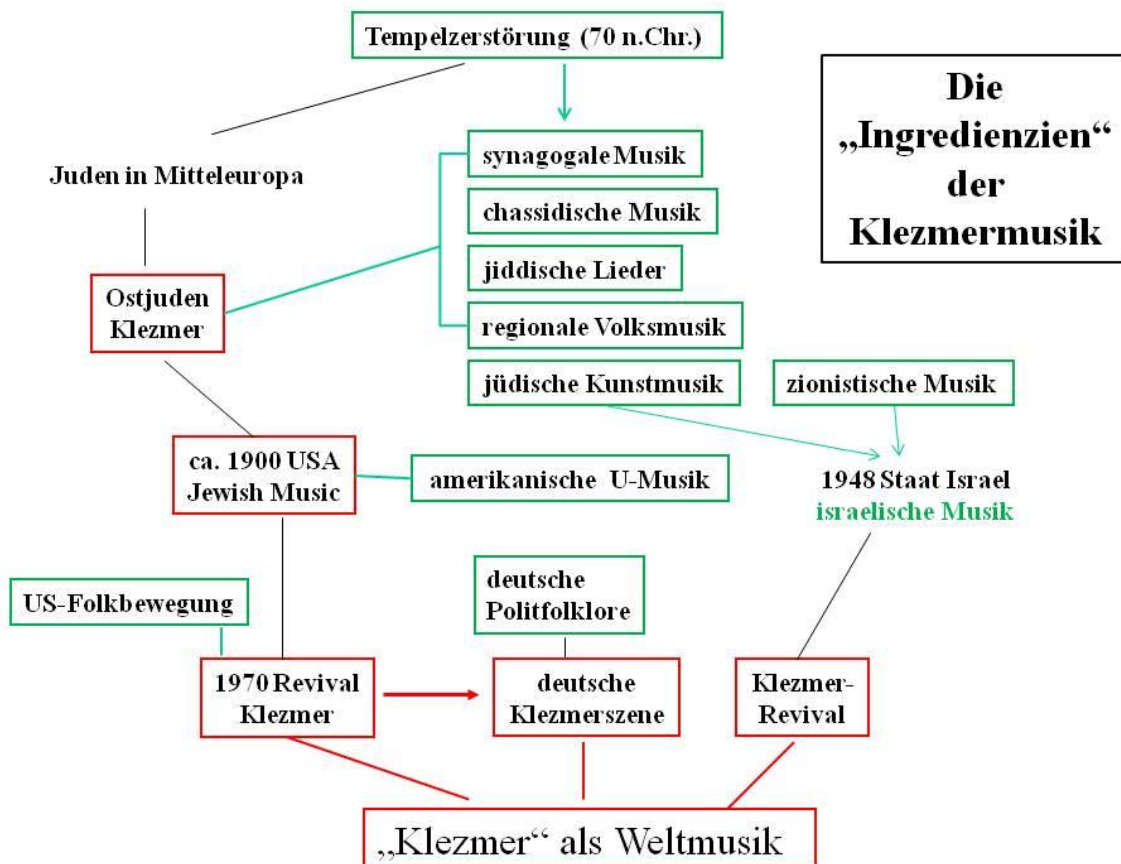 Tempelzerstörung (70 n.Chr.)
Die
„Ingredienzien“
der
Klezmermusik
synagogale Musik
Juden in Mitteleuropa
chassidische Musik
jiddische Lieder
Ostjuden
Klezmer
regionale Volksmusik
jüdische Kunstmusik
zionistische Musik
ca. 1900 USA
Jewish Music
amerikanische U-Musik
1948 Staat Israel
israelische Musik
deutsche
Politfolklore
US-Folkbewegung
1970 Revival
Klezmer
deutsche
Klezmerszene
Klezmer-
Revival
„Klezmer“ als Weltmusik